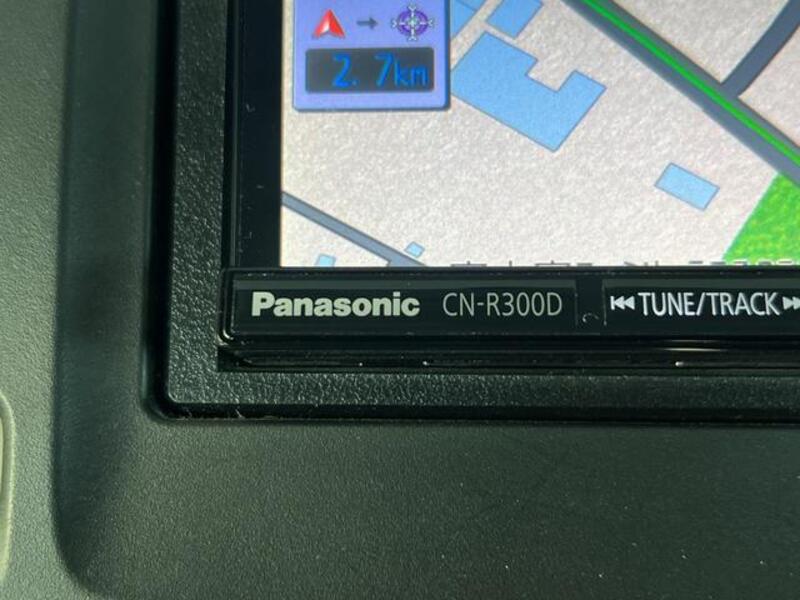 2.7km
Panasonic CN-R300D ⏮TUNE/TRACK⏭